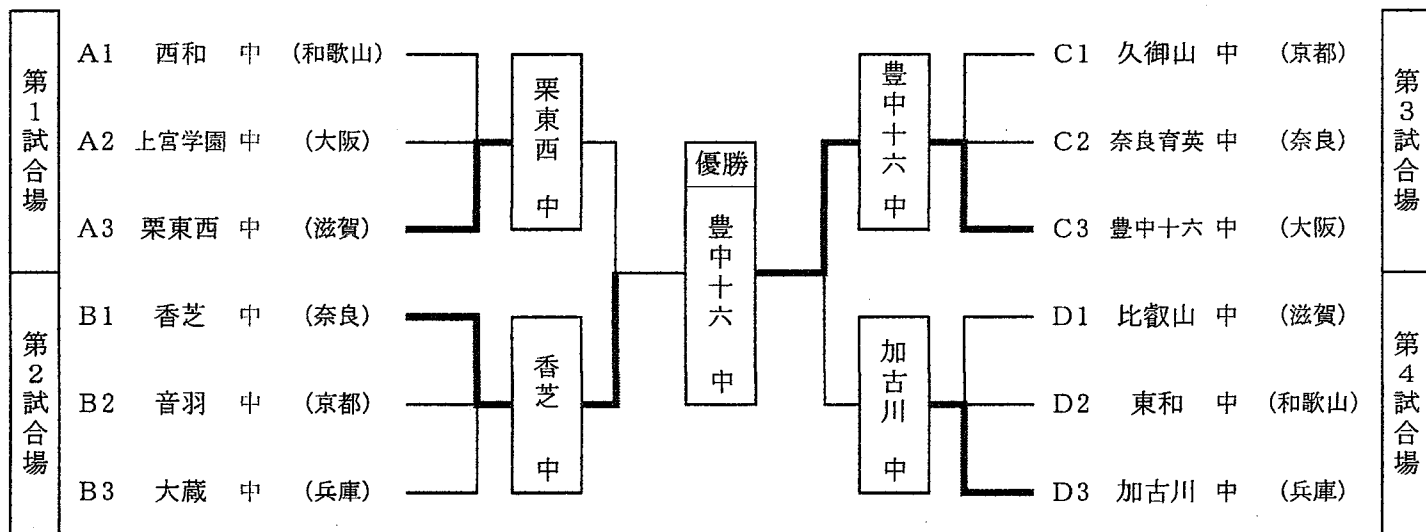 第1試合場
A1 西和 中 (和歌山)
A2 上宮学園 中 (大阪)
A3 栗東西 中 (滋賀)
第2試合場
B1 香芝 中 (奈良)
B2 音羽 中 (京都)
B3 大蔵 中 (兵庫)
栗東西 中
香芝 中
優勝
豊中十六 中
豊中十六 中
加古川 中
第3試合場
C1 久御山 中 (京都)
C2 奈良育英 中 (奈良)
C3 豊中十六 中 (大阪)
第4試合場
D1 比叡山 中 (滋賀)
D2 東和 中 (和歌山)
D3 加古川 中 (兵庫)